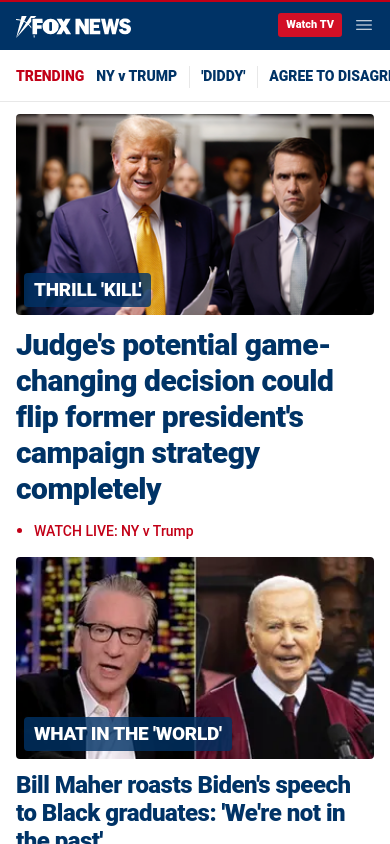 FOX NEWS
Watch TV
TRENDING NY v TRUMP 'DIDDY' AGREE TO DISAGR
THRILL 'KILL'
Judge's potential game-
changing decision could
flip former president's
campaign strategy
completely
WATCH LIVE: NY v Trump
WHAT IN THE 'WORLD'
Bill Maher roasts Biden's speech
to Black graduates: 'We're not in
the past'